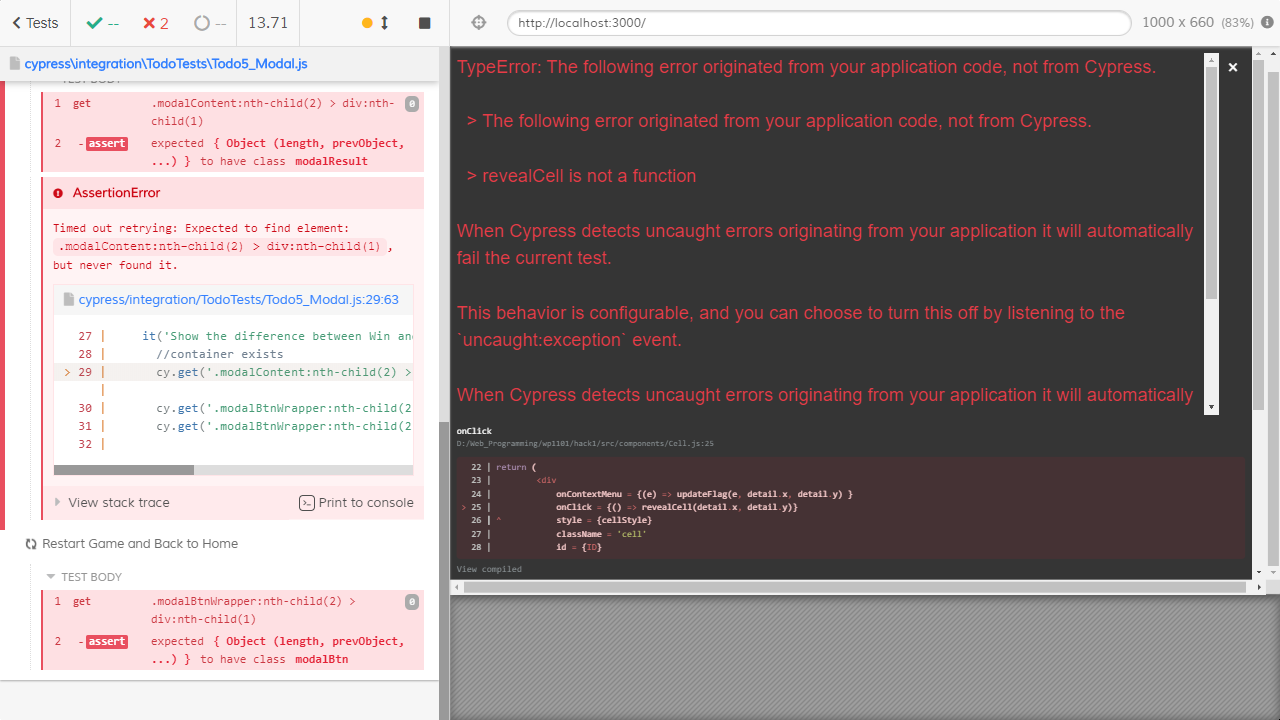 Tests
--
2
--
13.71
http://localhost:3000/
1000 x 660 (83%)
cypress\integration\TodoTests\Todo5_Modal.js
TEST BODY
1 get .modalContent:nth-child(2) > div:nth-
child(1)
0
2 -assert expected { Object (length, prevObject,
...) } to have class modalResult
AssertionError
Timed out retrying: Expected to find element:
.modalContent:nth-child(2) > div:nth-child(1),
but never found it.
cypress/integration/TodoTests/Todo5_Modal.js:29:63
27 | it('Show the difference between Win an
28 | //container exists
> 29 | cy.get('.modalContent:nth-child(2) >
|
30 | cy.get('.modalBtnWrapper:nth-child(2
31 | cy.get('.modalBtnWrapper:nth-child(2
32 |
View stack trace
Print to console
Restart Game and Back to Home
TEST BODY
1 get .modalBtnWrapper:nth-child(2) >
div:nth-child(1)
0
2 -assert expected { Object (length, prevObject,
...) } to have class modalBtn
TypeError: The following error originated from your application code, not from Cypress.
> The following error originated from your application code, not from Cypress.
> revealCell is not a function
When Cypress detects uncaught errors originating from your application it will automatically
fail the current test.
This behavior is configurable, and you can choose to turn this off by listening to the
`uncaught:exception` event.
When Cypress detects uncaught errors originating from your application it will automatically
onClick
D:/Web_Programming/wp1101/hack1/src/components/Cell.js:25
22 | return (
23 | <div
24 | onContextMenu = {(e) => updateFlag(e, detail.x, detail.y) }
> 25 | onClick = {() => revealCell(detail.x, detail.y)}
26 | ^ style = {cellStyle}
27 | className = 'cell'
28 | id = {ID}
View compiled